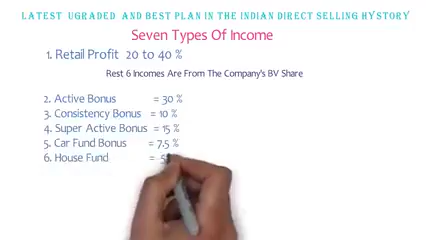 LATEST UGRADED AND BEST PLAN IN THE INDIAN DIRECT SELLING HYSTORY
Seven Types Of Income
1. Retail Profit 20 to 40 %
Rest 6 Incomes Are From The Company's BV Share
2. Active Bonus = 30 %
3. Consistency Bonus = 10 %
4. Super Active Bonus = 15 %
5. Car Fund Bonus = 7.5 %
6. House Fund = 5